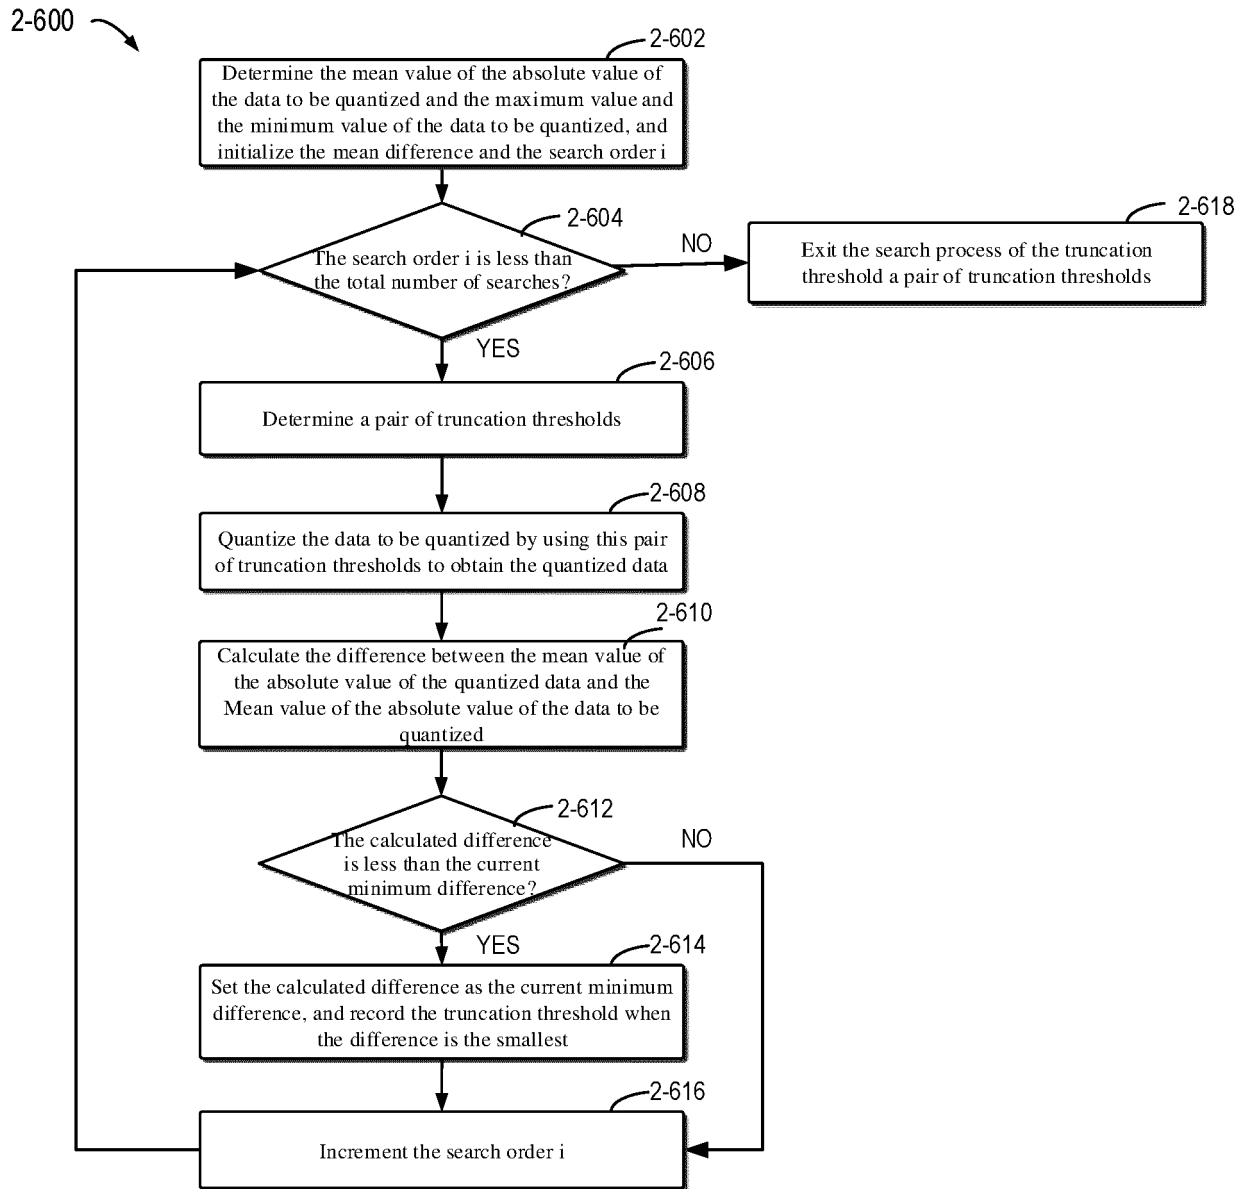 2-600
2-602
Determine the mean value of the absolute value of
the data to be quantized and the maximum value and
the minimum value of the data to be quantized, and
initialize the mean difference and the search order i
2-604
The search order i is less than
the total number of searches?
NO
2-618
Exit the search process of the truncation
threshold a pair of truncation thresholds
YES
2-606
Determine a pair of truncation thresholds
2-608
Quantize the data to be quantized by using this pair
of truncation thresholds to obtain the quantized data
2-610
Calculate the difference between the mean value of
the absolute value of the quantized data and the
Mean value of the absolute value of the data to be
quantized
2-612
The calculated difference
is less than the current
minimum difference?
NO
YES
2-614
Set the calculated difference as the current minimum
difference, and record the truncation threshold when
the difference is the smallest
2-616
Increment the search order i